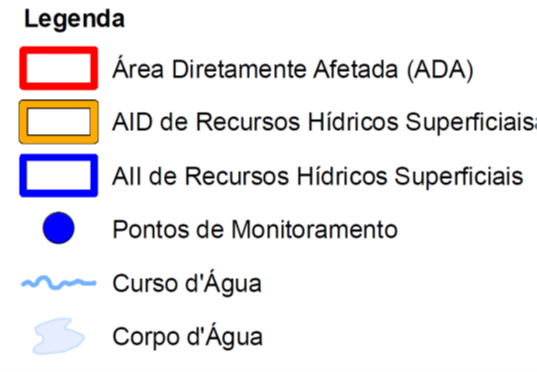 Legenda
Área Diretamente Afetada (ADA)
AID de Recursos Hídricos Superficiais
AII de Recursos Hídricos Superficiais
Pontos de Monitoramento
Curso d'Água
Corpo d'Água